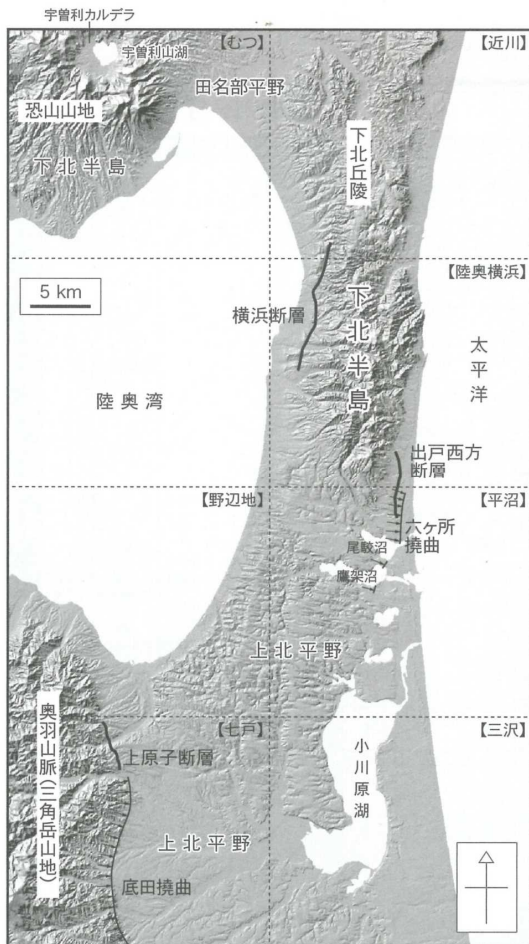 宇曽利カルデラ
【むつ】
【近川】
宇曽利山湖
田名部平野
恐山山地
下北半島
下北丘陵
【陸奥横浜】
5 km
横浜断層
下北半島
太平洋
陸奥湾
出戸西方
断層
【野辺地】
【平沼】
六ヶ所
撓曲
尾駮沼
鷹架沼
上北平野
奥羽山脈(三角岳山地)
【七戸】
【三沢】
上原子断層
小川原湖
上北平野
底田撓曲